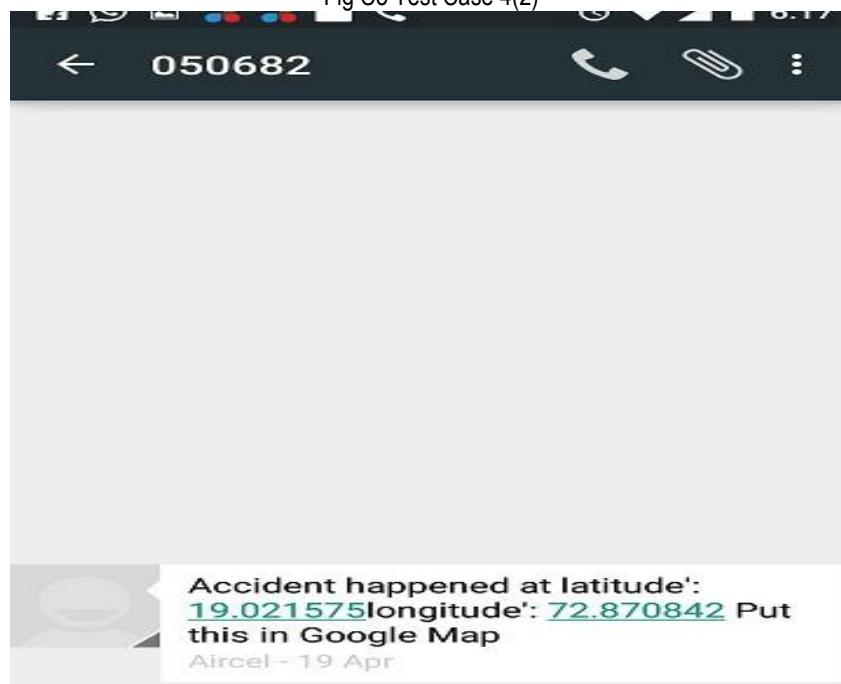 050682
Accident happened at latitude':
19.021575longitude': 72.870842 Put
this in Google Map
Aircel - 19 Apr